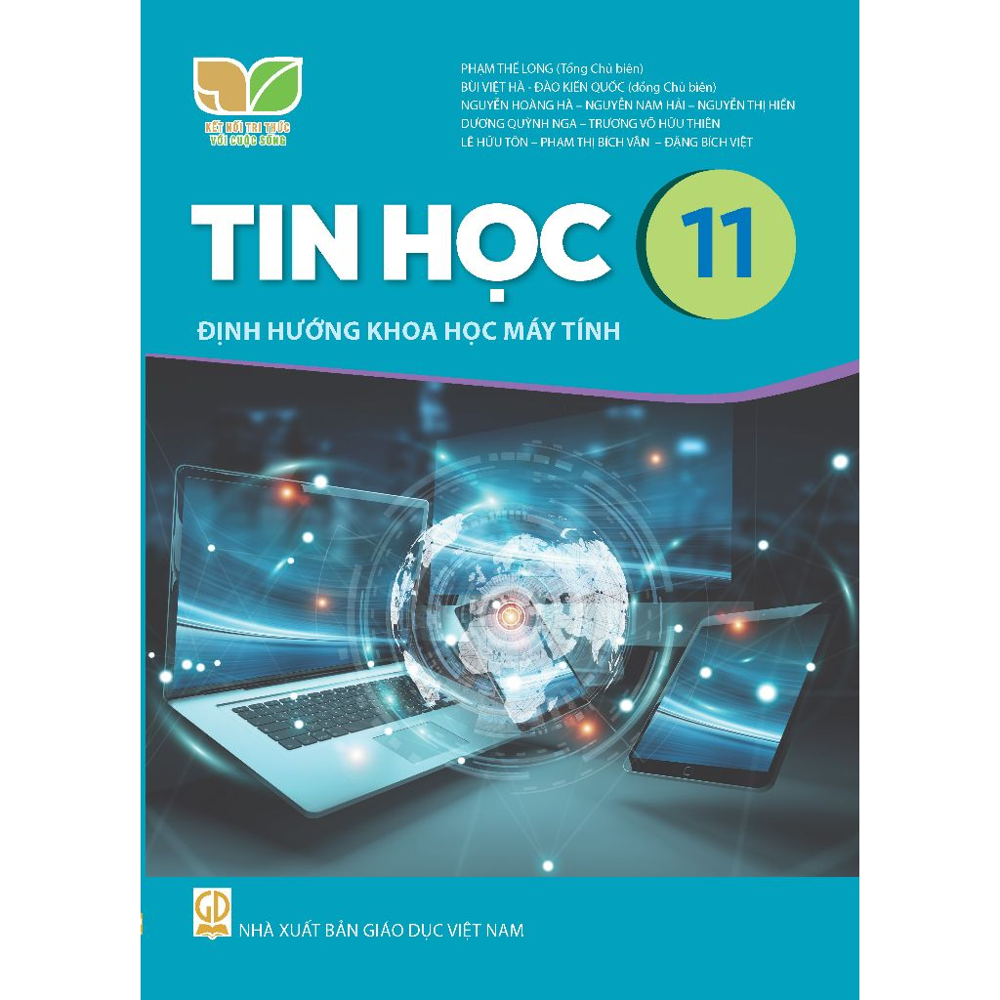 KẾT NỐI TRI THỨC
VỚI CUỘC SỐNG
PHẠM THẾ LONG (Tổng Chủ biên)
BÙI VIỆT HÀ - ĐÀO KIẾN QUỐC (đồng Chủ biên)
NGUYỄN HOÀNG HÀ – NGUYỄN NAM HẢI – NGUYỄN THỊ HIỀN
DƯƠNG QUỲNH NGA – TRƯƠNG VÕ HỮU THIÊN
LÊ HỮU TÔN – PHẠM THỊ BÍCH VÂN – ĐẶNG BÍCH VIỆT
TIN HỌC 11
ĐỊNH HƯỚNG KHOA HỌC MÁY TÍNH
GD
NHÀ XUẤT BẢN GIÁO DỤC VIỆT NAM